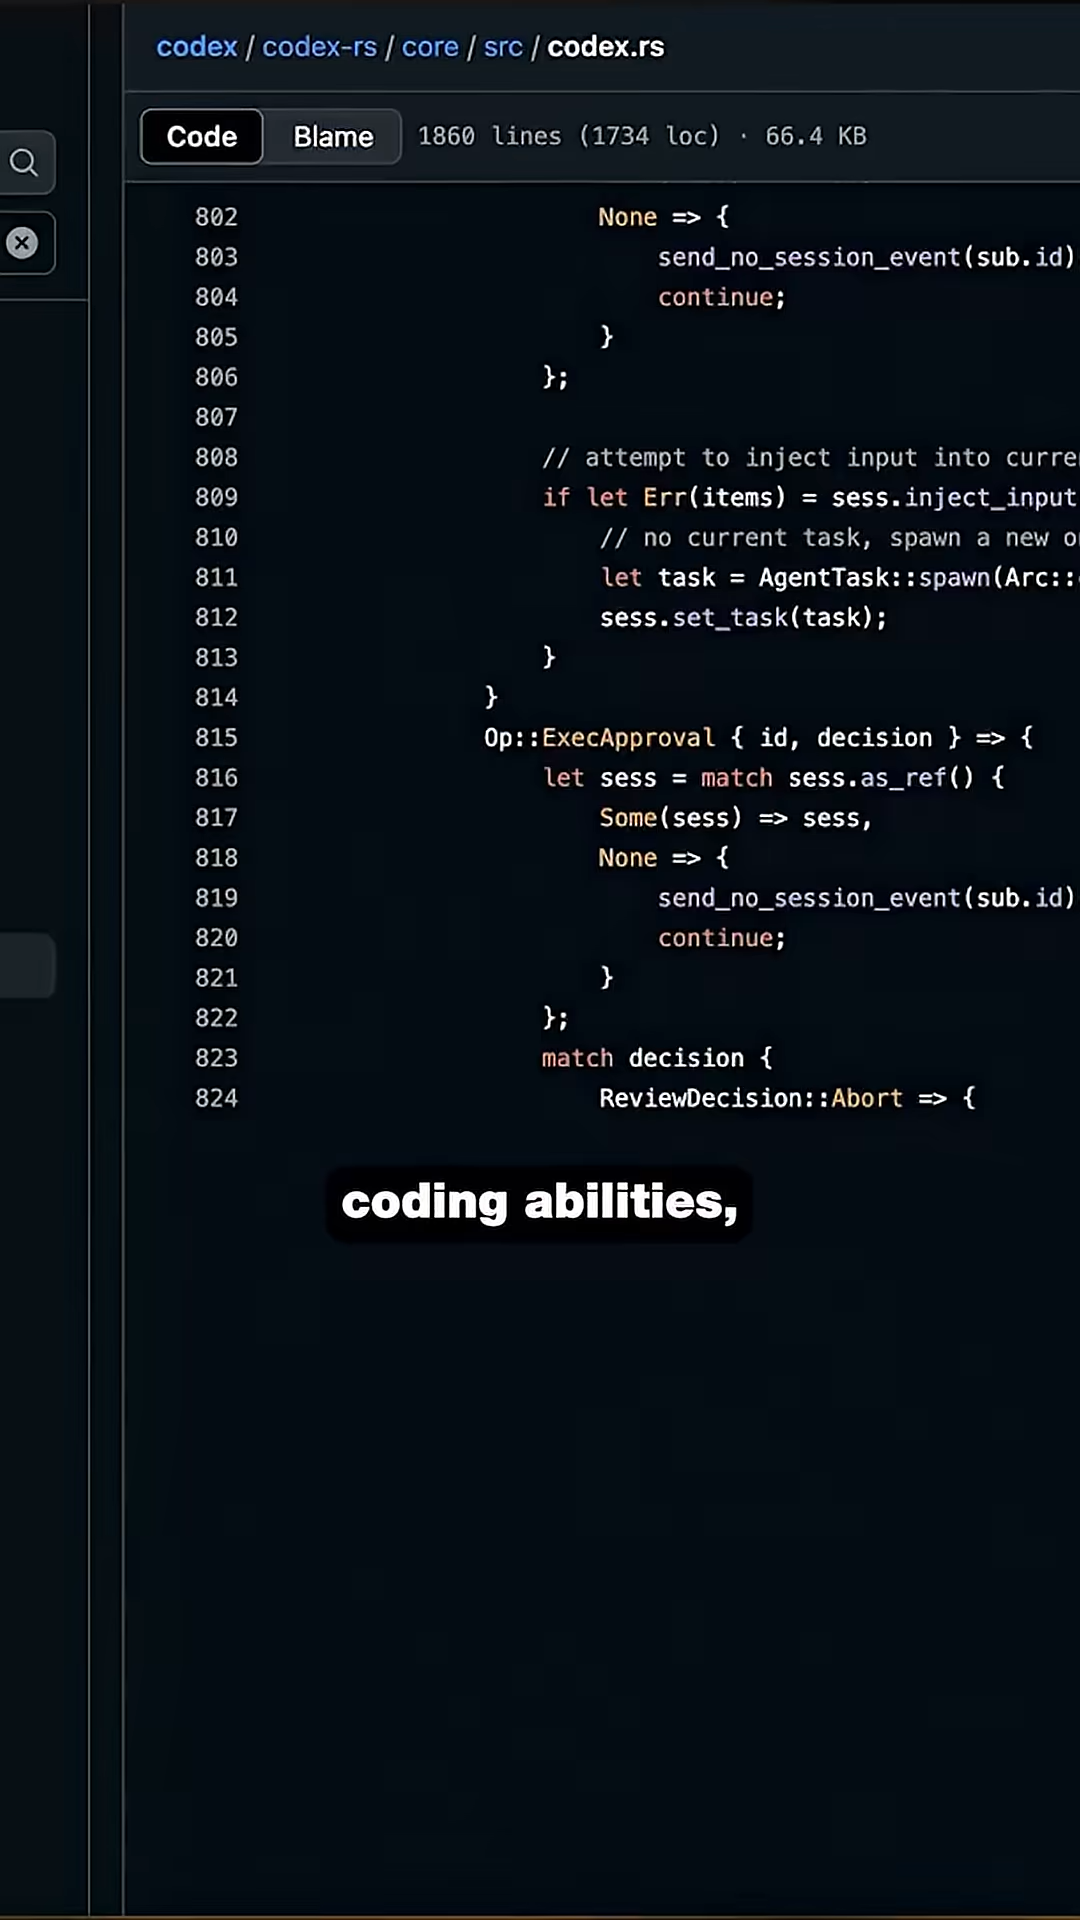 codex / codex-rs / core / src / codex.rs
Code Blame 1860 lines (1734 loc) · 66.4 KB
802 None => {
803 send_no_session_event(sub.id)
804 continue;
805 }
806 };
807
808 // attempt to inject input into curre
809 if let Err(items) = sess.inject_input
810 // no current task, spawn a new o
811 let task = AgentTask::spawn(Arc::
812 sess.set_task(task);
813 }
814 }
815 Op::ExecApproval { id, decision } => {
816 let sess = match sess.as_ref() {
817 Some(sess) => sess,
818 None => {
819 send_no_session_event(sub.id)
820 continue;
821 }
822 };
823 match decision {
824 ReviewDecision::Abort => {
coding abilities,